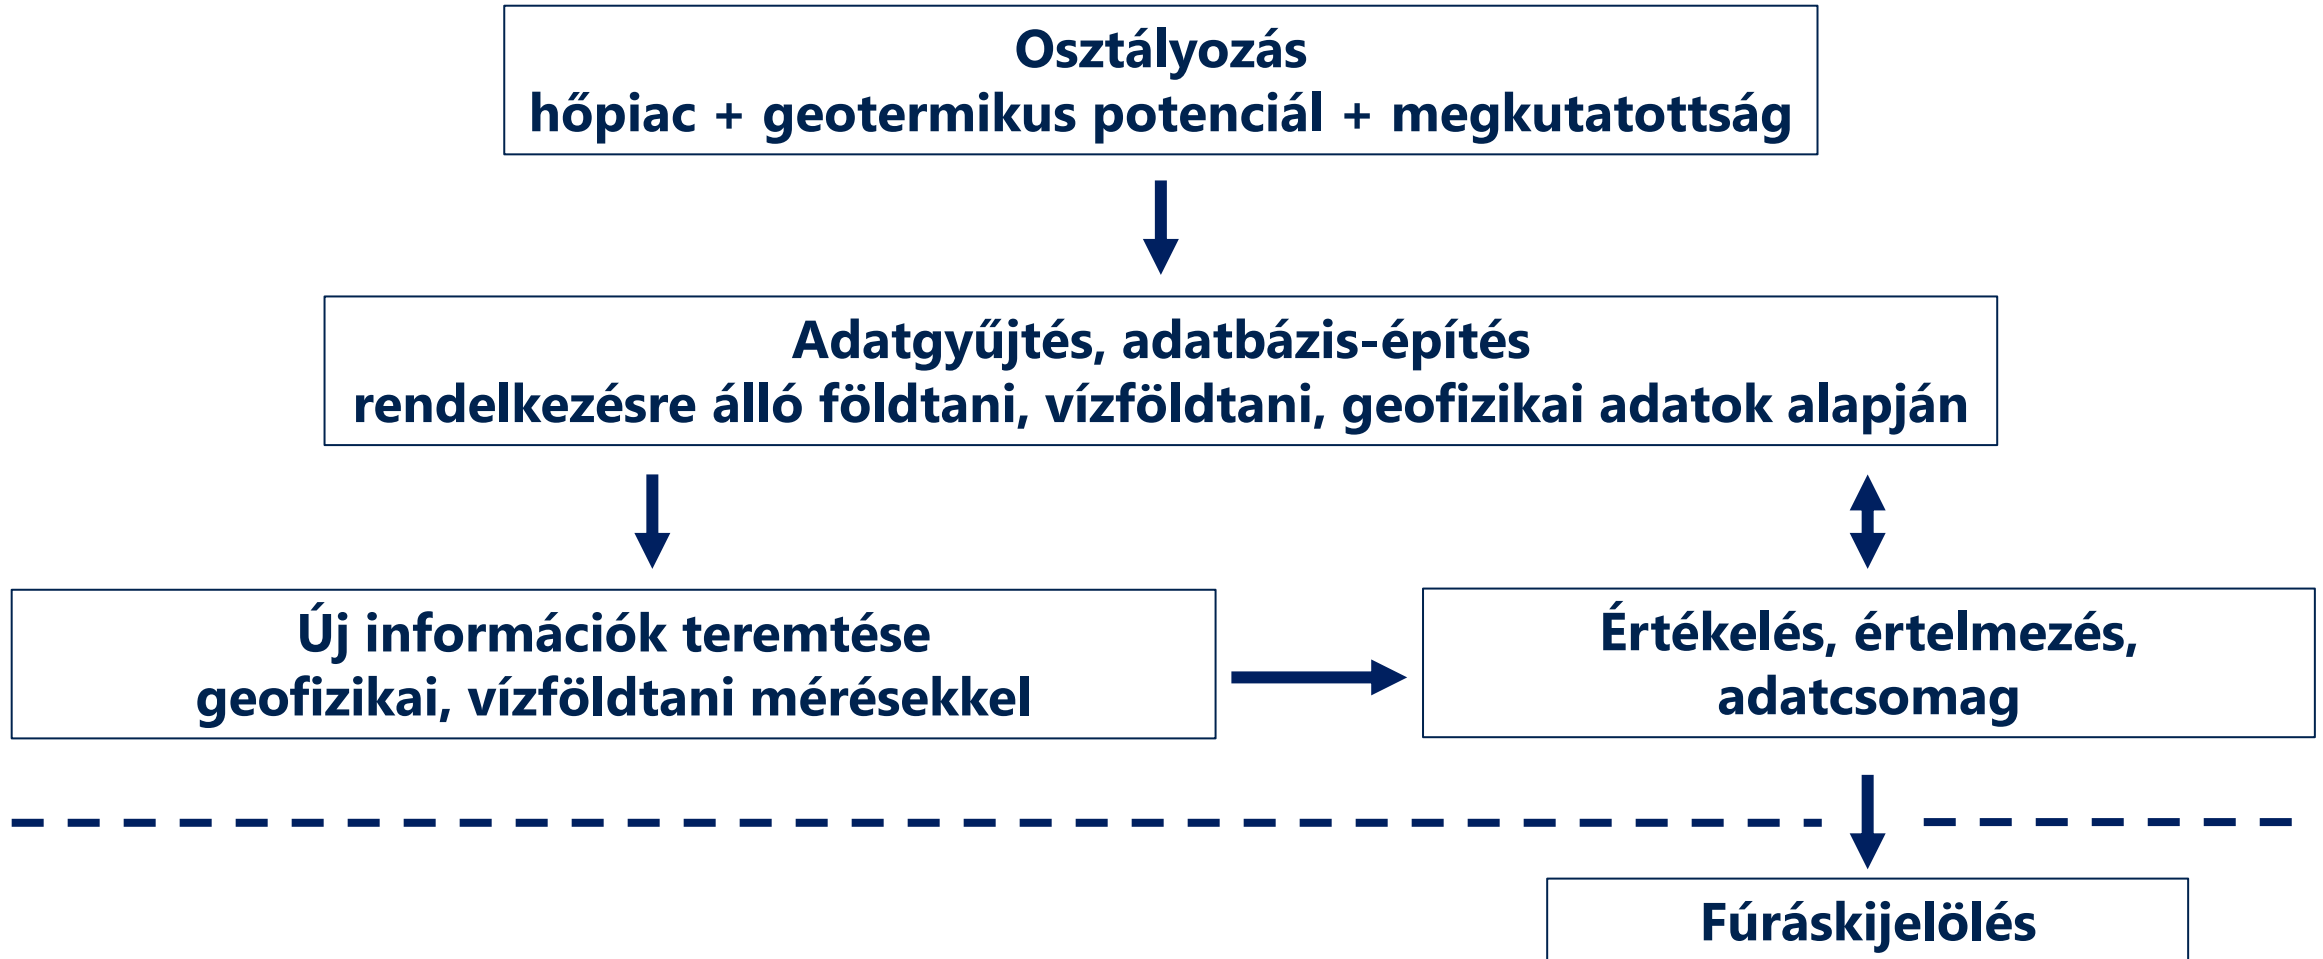 Osztályozás
hőpiac + geotermikus potenciál + megkutatottság
Adatgyűjtés, adatbázis-építés
rendelkezésre álló földtani, vízföldtani, geofizikai adatok alapján
Új információk teremtése
geofizikai, vízföldtani mérésekkel
Értékelés, értelmezés,
adatcsomag
Fúráskijelölés